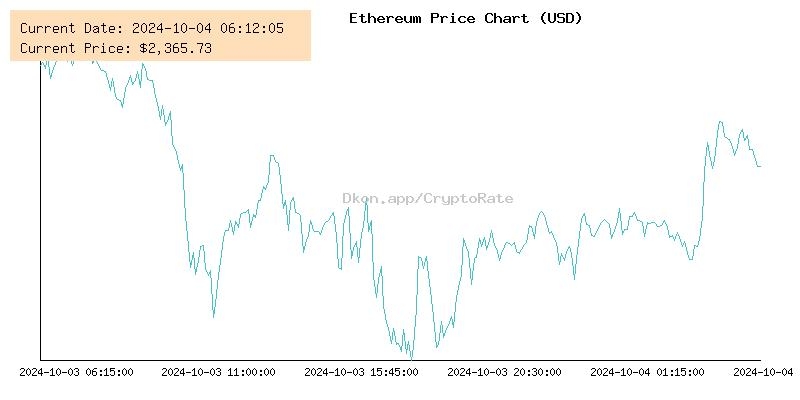 Ethereum Price Chart (USD)
Current Date: 2024-10-04 06:12:05
Current Price: $2,365.73
Dkon.app/CryptoRate
2024-10-03 06:15:00
2024-10-03 11:00:00
2024-10-03 15:45:00
2024-10-03 20:30:00
2024-10-04 01:15:00
2024-10-04